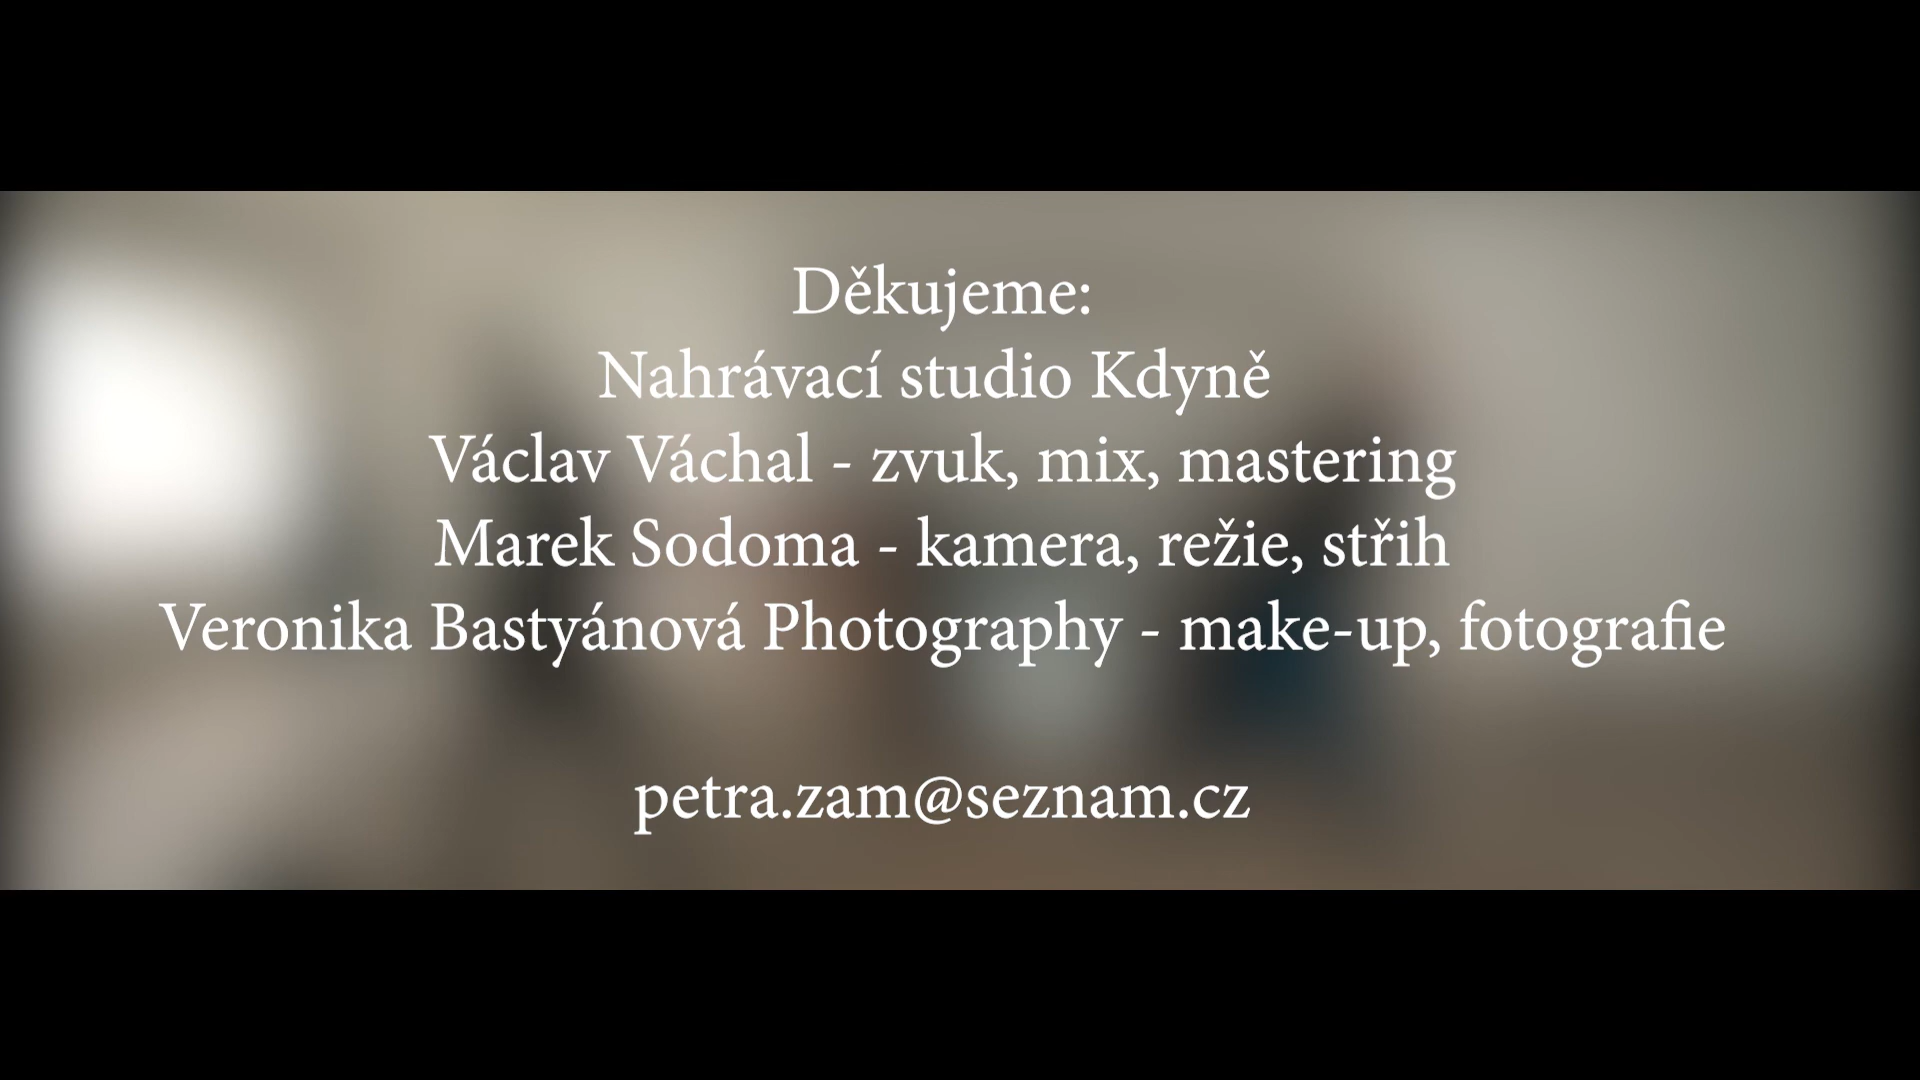 Děkujeme:
Nahrávací studio Kdyně
Václav Váchal - zvuk, mix, mastering
Marek Sodoma - kamera, režie, střih
Veronika Bastyánová Photography - make-up, fotografie
petra.zam@seznam.cz